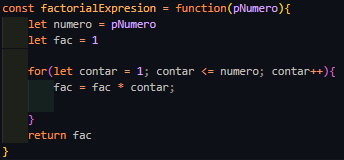 const factorialExpresion = function(pNumero){
    let numero = pNumero
    let fac = 1
    for(let contar = 1; contar <= numero; contar++){
        fac = fac * contar;
    }
    return fac
}